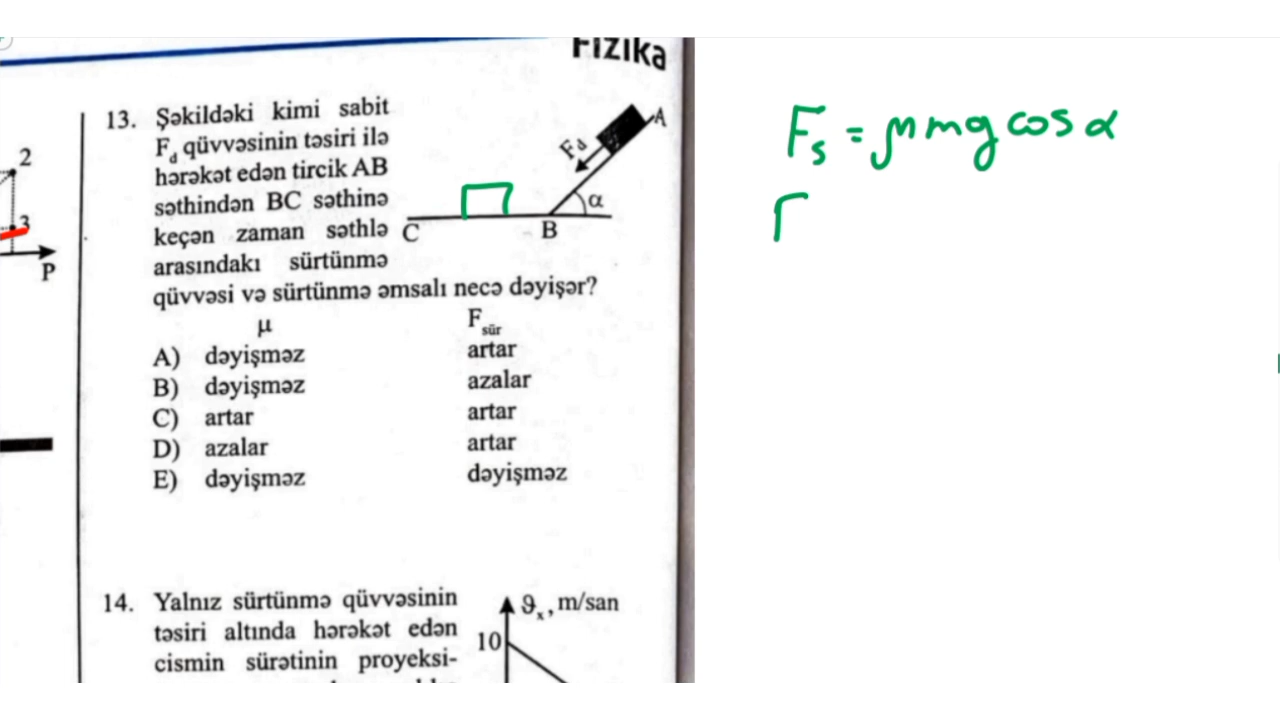 Fizika
2
3
P
13. Şəkildəki kimi sabit
F_d qüvvəsinin təsiri ilə
hərəkət edən tircik AB
səthindən BC səthinə
keçən zaman səthlə
arasındakı sürtünmə
qüvvəsi və sürtünmə əmsalı necə dəyişər?
A
F_d
α
C
B
μ F_sür
A) dəyişməz artar
B) dəyişməz azalar
C) artar artar
D) azalar artar
E) dəyişməz dəyişməz
14. Yalnız sürtünmə qüvvəsinin
təsiri altında hərəkət edən
cismin sürətinin proyeksi-
ϑ_x, m/san
10
F_s = μmg cos α